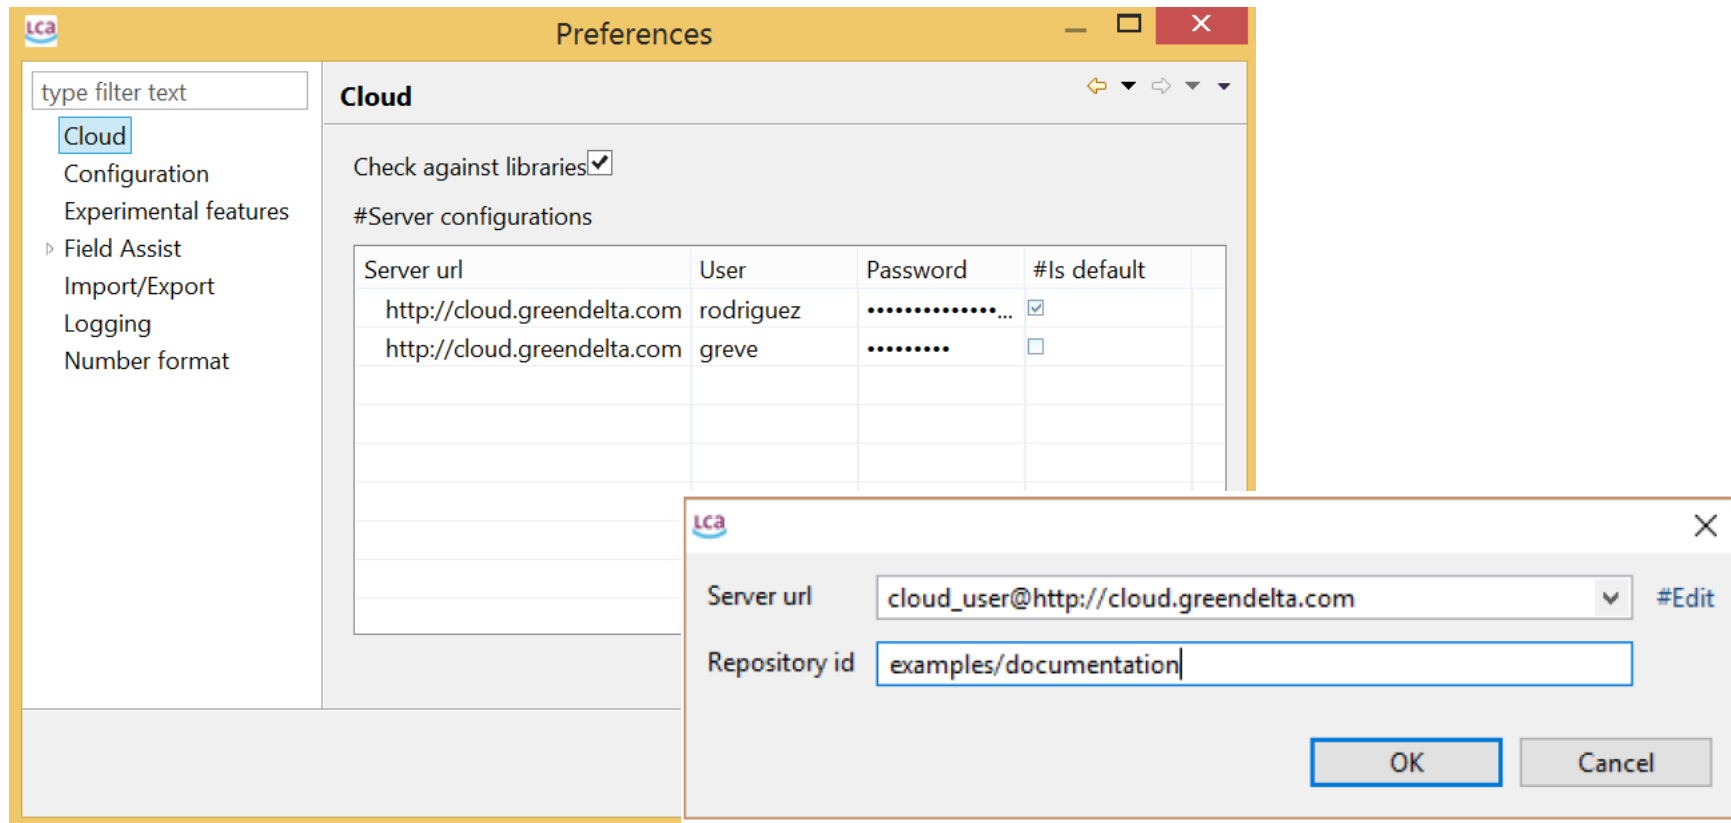 LCa
Preferences
type filter text
Cloud
Configuration
Experimental features
Field Assist
Import/Export
Logging
Number format
Cloud
Check against libraries
#Server configurations
Server url User Password #Is default
http://cloud.greendelta.com rodriguez ••••••••••••••...
http://cloud.greendelta.com greve •••••••••
LCa
Server url cloud_user@http://cloud.greendelta.com #Edit
Repository id examples/documentation
OK Cancel